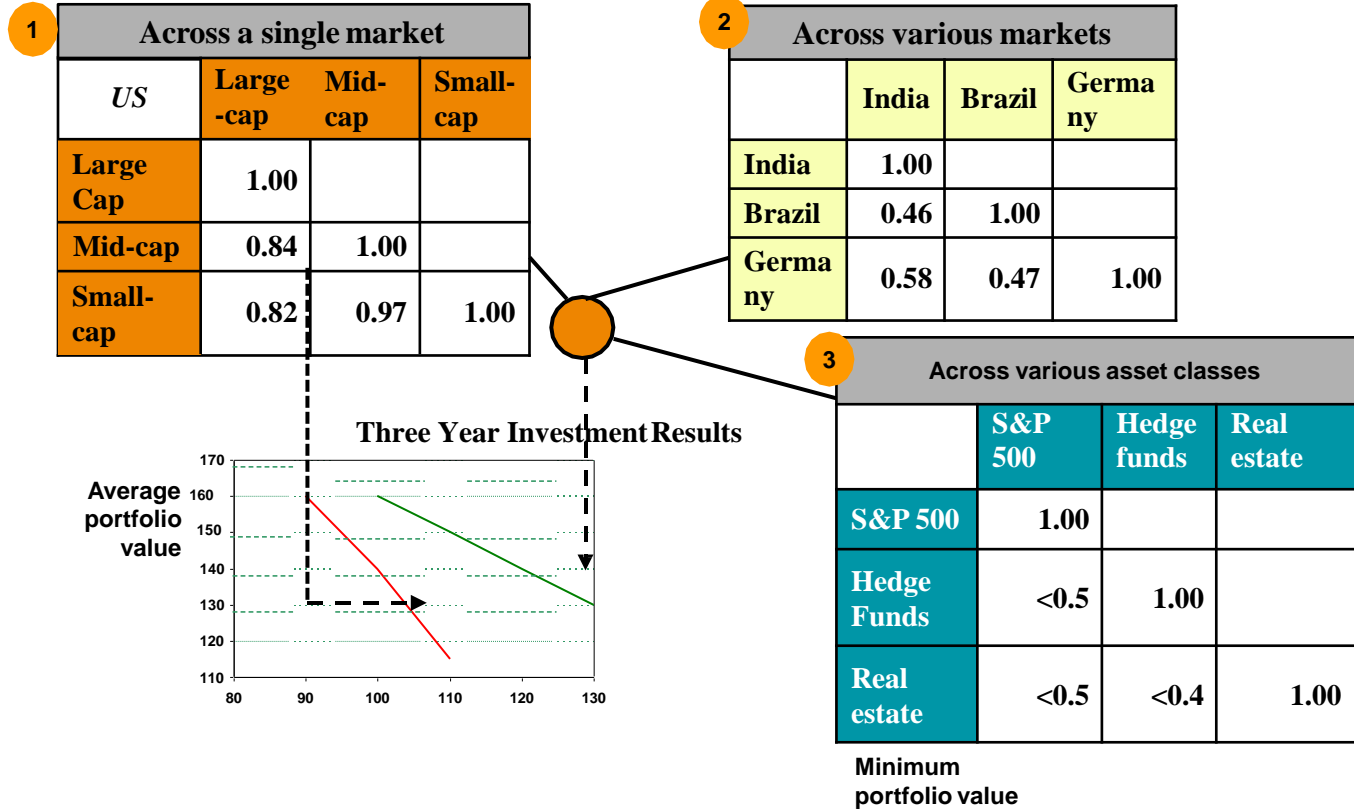 1
Across a single market
US
Large
-cap
Mid-
cap
Small-
cap
Large
Cap
1.00
Mid-cap
0.84
1.00
Small-
cap
0.82
0.97
1.00
2
Across various markets
India
Brazil
Germa
ny
India
1.00
Brazil
0.46
1.00
Germa
ny
0.58
0.47
1.00
3
Across various asset classes
S&P
500
Hedge
funds
Real
estate
S&P 500
1.00
Hedge
Funds
<0.5
1.00
Real
estate
<0.5
<0.4
1.00
Three Year Investment Results
Average
portfolio
value
170
160
150
140
130
120
110
80
90
100
110
120
130
Minimum
portfolio value